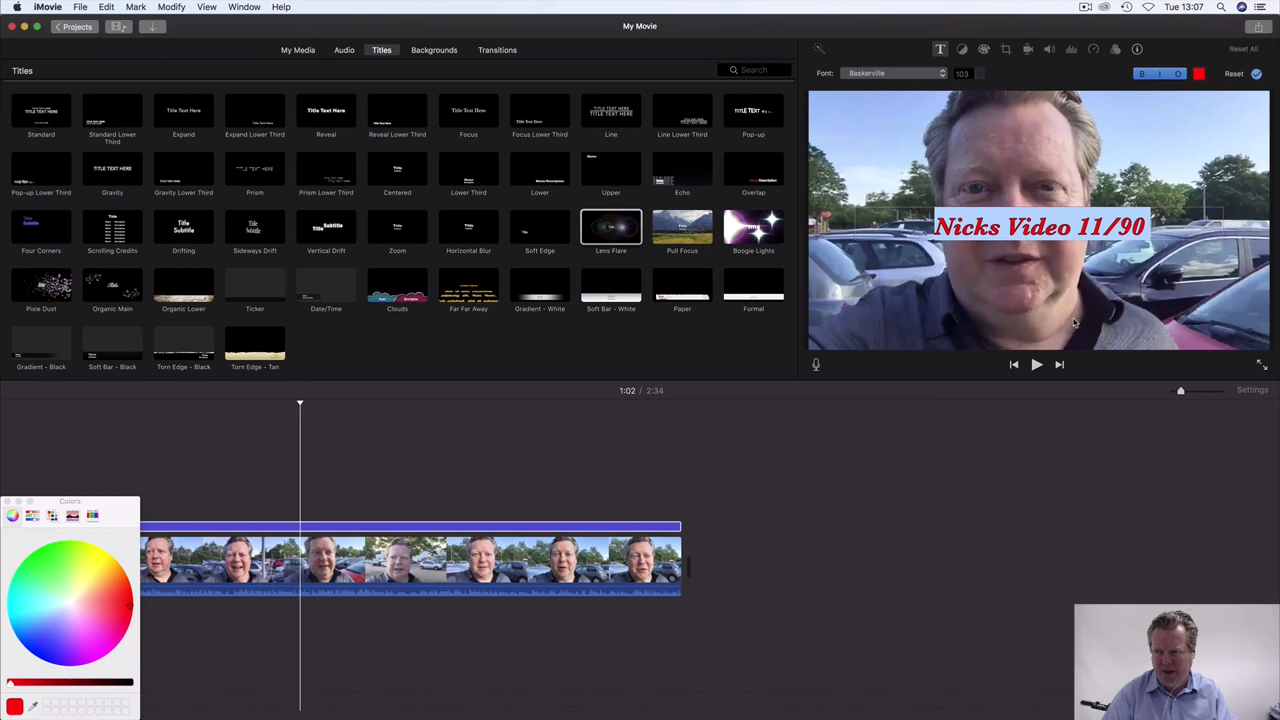 iMovie File Edit Mark Modify View Window Help
Tue 13:07
Projects
My Movie
My Media Audio Titles Backgrounds Transitions
Reset All
Titles
Search
Font: Baskerville 103 B I O Reset
Standard
Standard Lower Third
Expand
Expand Lower Third
Reveal
Reveal Lower Third
Focus
Focus Lower Third
Line
Line Lower Third
Pop-up
Pop-up Lower Third
Gravity
Gravity Lower Third
Prism
Prism Lower Third
Centered
Lower Third
Lower
Upper
Echo
Overlap
Four Corners
Scrolling Credits
Drifting
Sideways Drift
Vertical Drift
Zoom
Horizontal Blur
Soft Edge
Lens Flare
Pull Focus
Boogie Lights
Pixie Dust
Organic Main
Organic Lower
Ticker
Date/Time
Clouds
Far Far Away
Gradient - White
Soft Bar - White
Paper
Formal
Gradient - Black
Soft Bar - Black
Torn Edge - Black
Torn Edge - Tan
Nicks Video 11/90
1:02 / 2:34
Settings
Colors